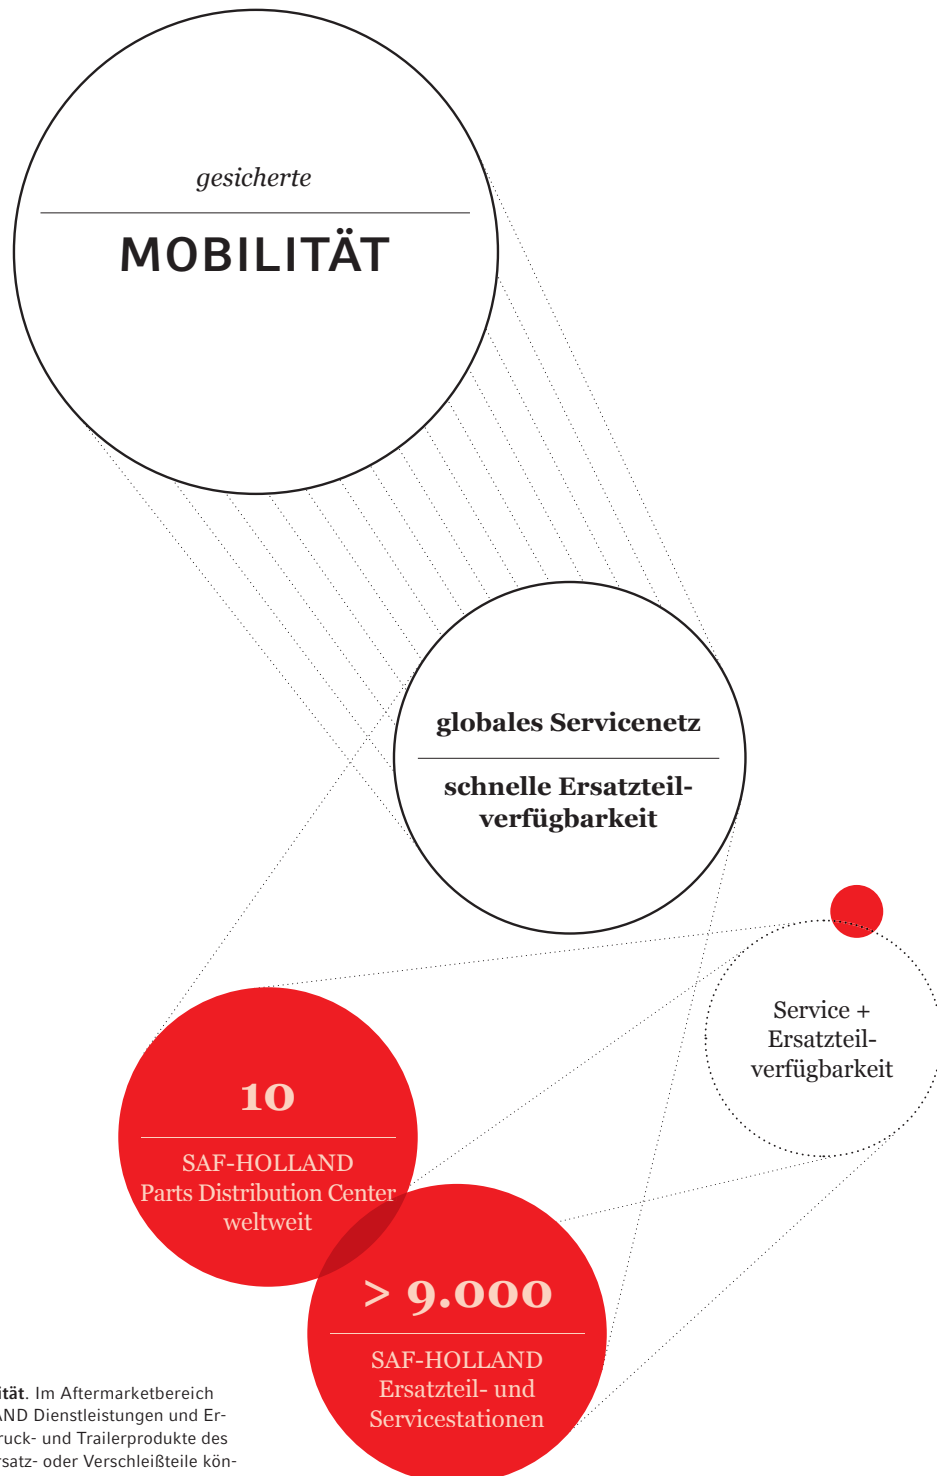 gesicherte
MOBILITÄT
globales Servicenetz
schnelle Ersatzteil-
verfügbarkeit
Service +
Ersatzteil-
verfügbarkeit
10
SAF-HOLLAND
Parts Distribution Center
weltweit
> 9.000
SAF-HOLLAND
Ersatzteil- und
Servicestationen
ität. Im Aftermarketbereich
AND Dienstleistungen und Er-
ruck- und Trailerprodukte des
rsatz- oder Verschleißteile kön-